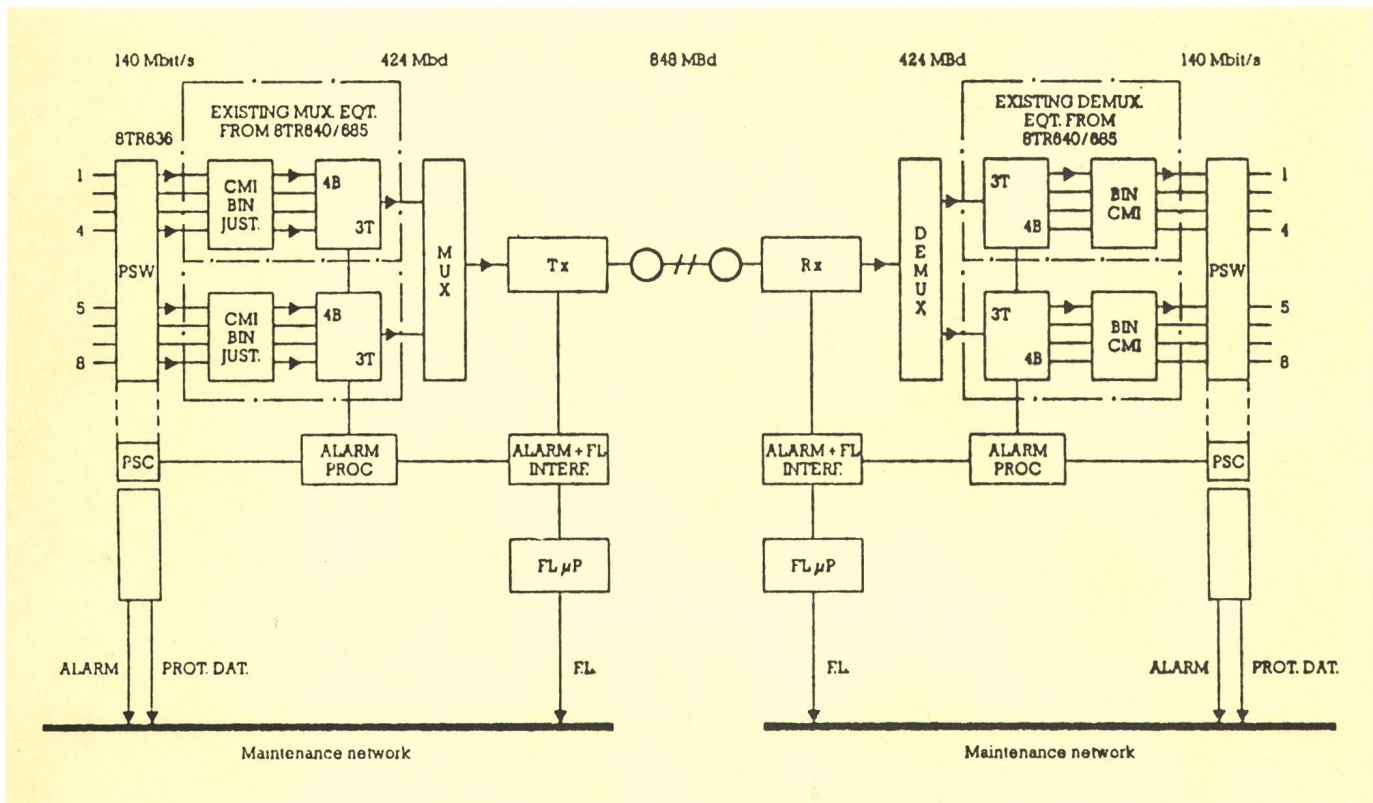 140 Mbit/s
424 Mbd
848 MBd
424 MBd
140 Mbit/s
EXISTING MUX. EQT.
FROM 8TR640/685
EXISTING DEMUX.
EQT. FROM
8TR640/685
8TR636
1
4
5
8
PSW
CMI
BIN
JUST.
4B
3T
CMI
BIN
JUST.
4B
3T
MUX
Tx
Rx
DEMUX
3T
4B
BIN
CMI
3T
4B
BIN
CMI
PSW
1
4
5
8
PSC
ALARM
PROC
ALARM + FL
INTERF.
ALARM + FL
INTERF.
ALARM
PROC
PSC
FL µP
FL µP
ALARM
PROT. DAT.
F.L
F.L
ALARM
PROT. DAT.
Maintenance network
Maintenance network